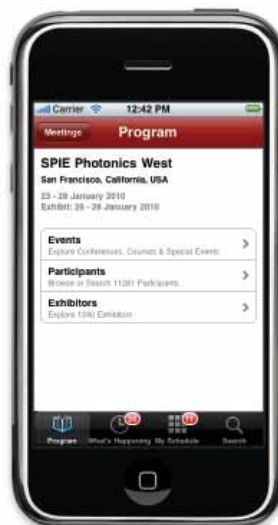 Carrier 12:42 PM
Meetings Program
SPIE Photonics West
San Francisco, California, USA
23 - 28 January 2010
Exhibit: 26 - 28 January 2010
Events
Explore Conferences, Courses & Special Events
Participants
Browse or Search 11281 Participants
Exhibitors
Explore 1240 Exhibitors
Program What's Happening My Schedule Search